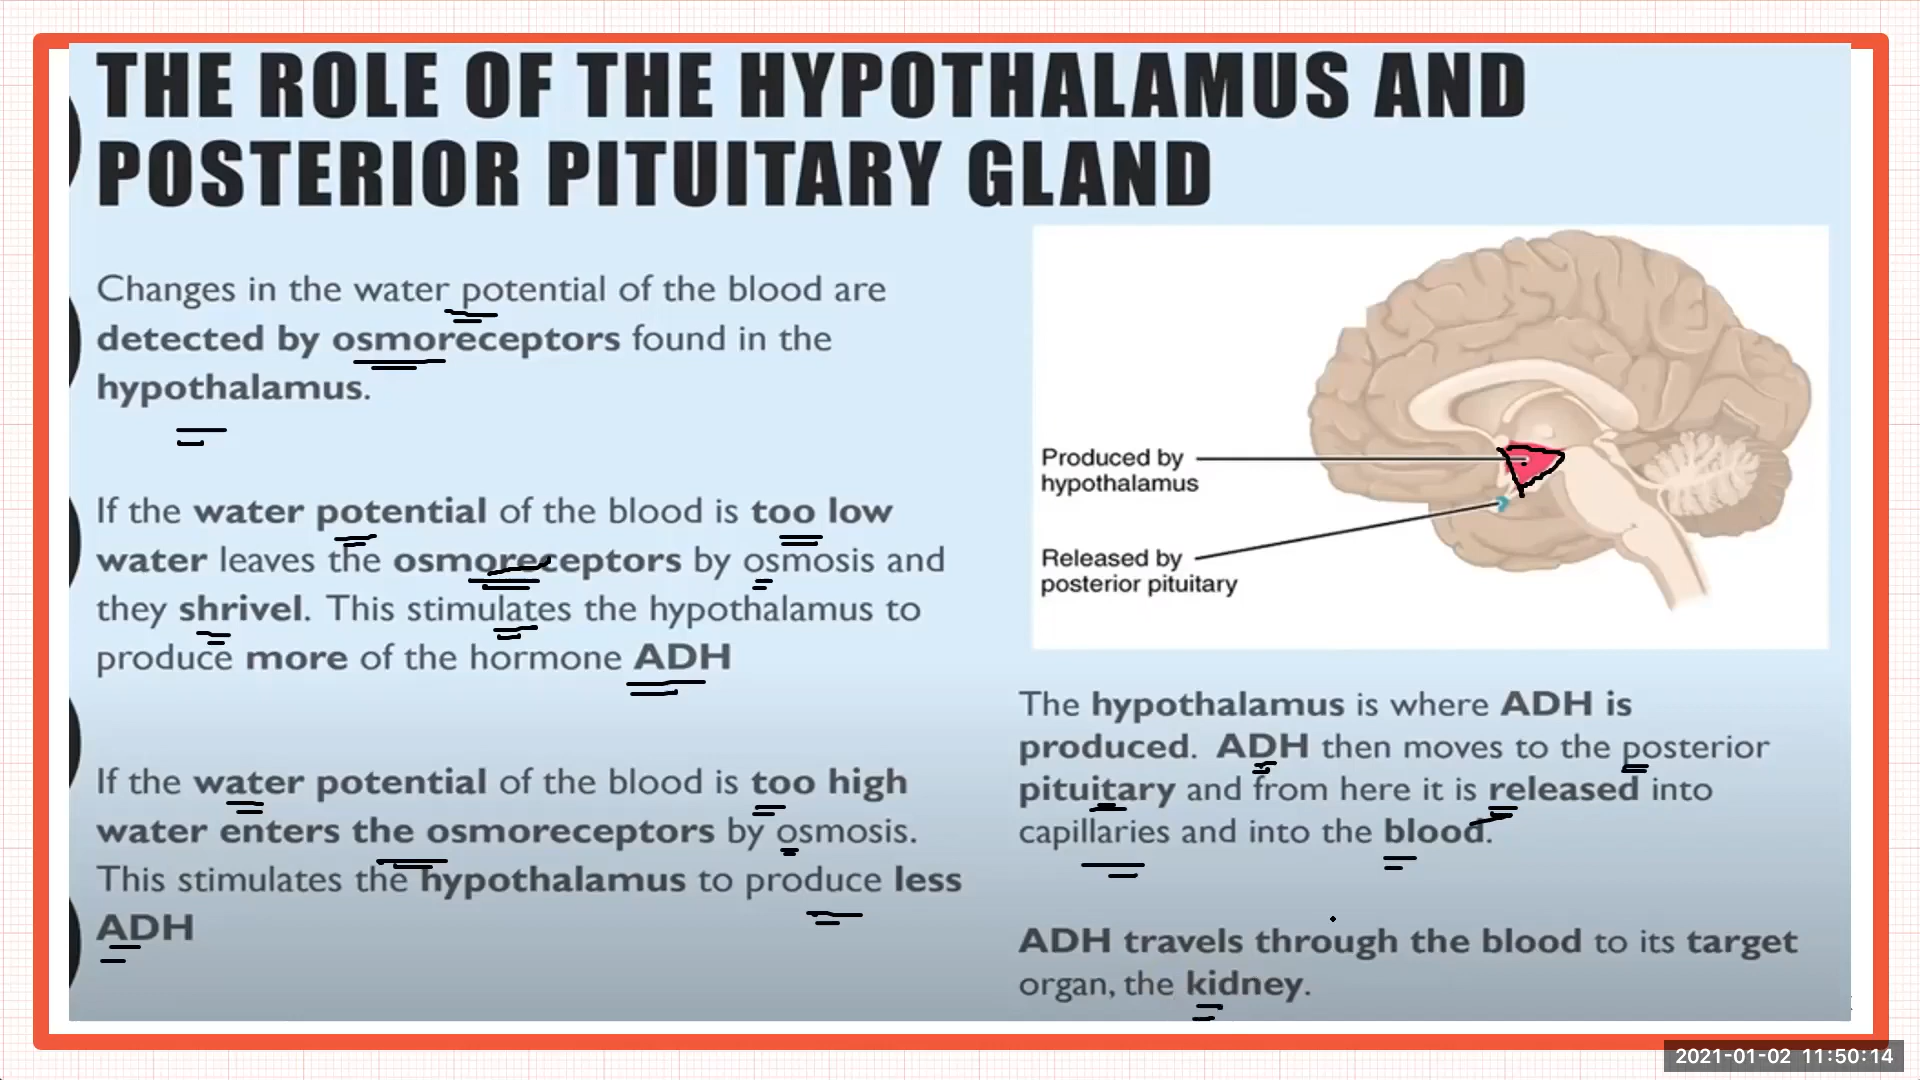 THE ROLE OF THE HYPOTHALAMUS AND
POSTERIOR PITUITARY GLAND
Changes in the water potential of the blood are
detected by osmoreceptors found in the
hypothalamus.
If the water potential of the blood is too low
water leaves the osmoreceptors by osmosis and
they shrivel. This stimulates the hypothalamus to
produce more of the hormone ADH
If the water potential of the blood is too high
water enters the osmoreceptors by osmosis.
This stimulates the hypothalamus to produce less
ADH
Produced by
hypothalamus
Released by
posterior pituitary
The hypothalamus is where ADH is
produced. ADH then moves to the posterior
pituitary and from here it is released into
capillaries and into the blood.
ADH travels through the blood to its target
organ, the kidney.
2021-01-02 11:50:14